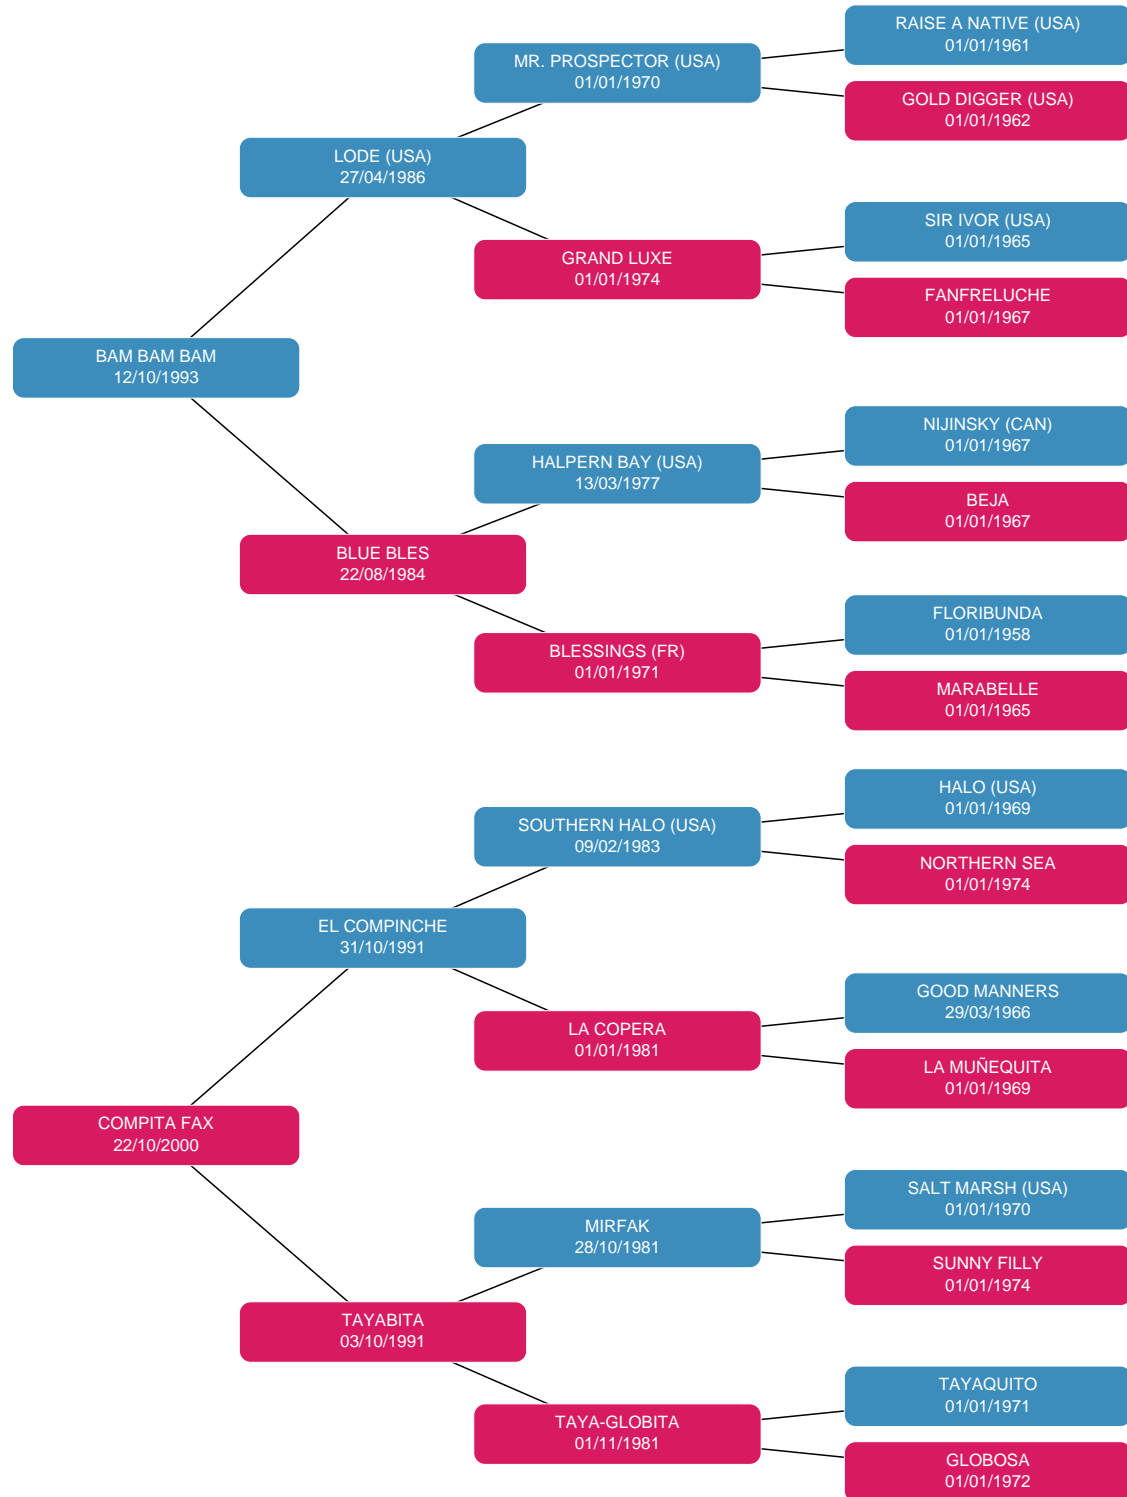 RAISE A NATIVE (USA)
01/01/1961
MR. PROSPECTOR (USA)
01/01/1970
GOLD DIGGER (USA)
01/01/1962
LODE (USA)
27/04/1986
SIR IVOR (USA)
01/01/1965
GRAND LUXE
01/01/1974
FANFRELUCHE
01/01/1967
BAM BAM BAM
12/10/1993
NIJINSKY (CAN)
01/01/1967
HALPERN BAY (USA)
13/03/1977
BEJA
01/01/1967
BLUE BLES
22/08/1984
FLORIBUNDA
01/01/1958
BLESSINGS (FR)
01/01/1971
MARABELLE
01/01/1965
HALO (USA)
01/01/1969
SOUTHERN HALO (USA)
09/02/1983
NORTHERN SEA
01/01/1974
EL COMPINCHE
31/10/1991
GOOD MANNERS
29/03/1966
LA COPERA
01/01/1981
LA MUÑEQUITA
01/01/1969
COMPITA FAX
22/10/2000
SALT MARSH (USA)
01/01/1970
MIRFAK
28/10/1981
SUNNY FILLY
01/01/1974
TAYABITA
03/10/1991
TAYAQUITO
01/01/1971
TAYA-GLOBITA
01/11/1981
GLOBOSA
01/01/1972